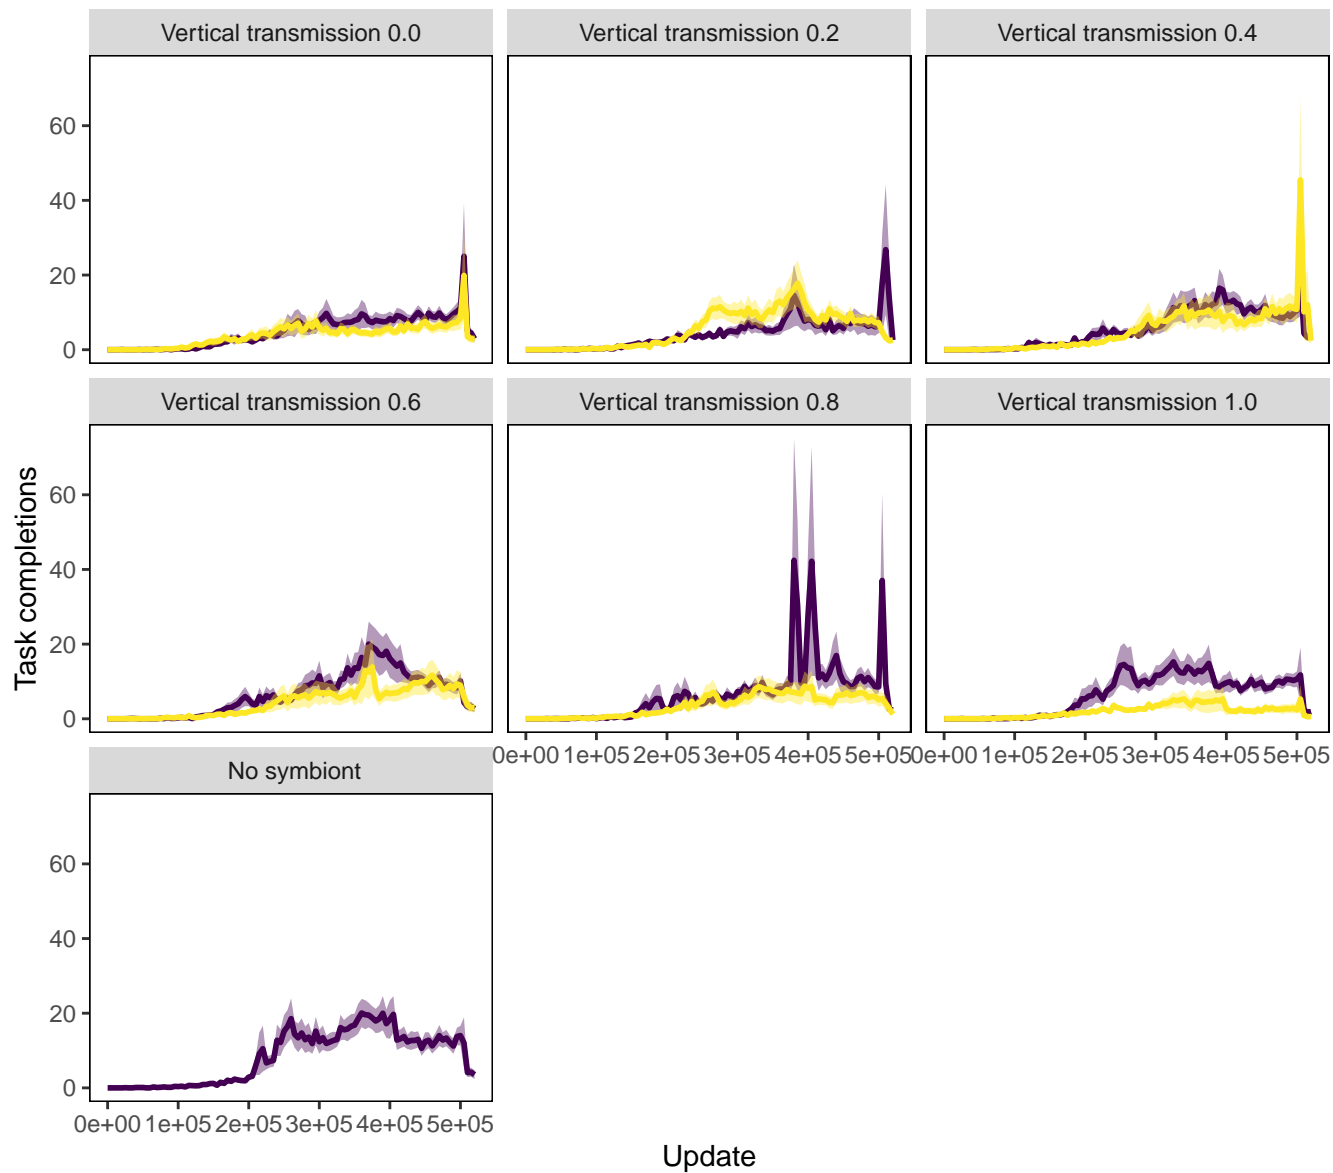 Vertical transmission 0.0
Vertical transmission 0.2
Vertical transmission 0.4
60
40
20
0
Vertical transmission 0.6
Vertical transmission 0.8
Vertical transmission 1.0
60
40
20
0
Task completions
0e+00 1e+05 2e+05 3e+05 4e+05 5e+05
0e+00 1e+05 2e+05 3e+05 4e+05 5e+05
No symbiont
60
40
20
0
0e+00 1e+05 2e+05 3e+05 4e+05 5e+05
Update